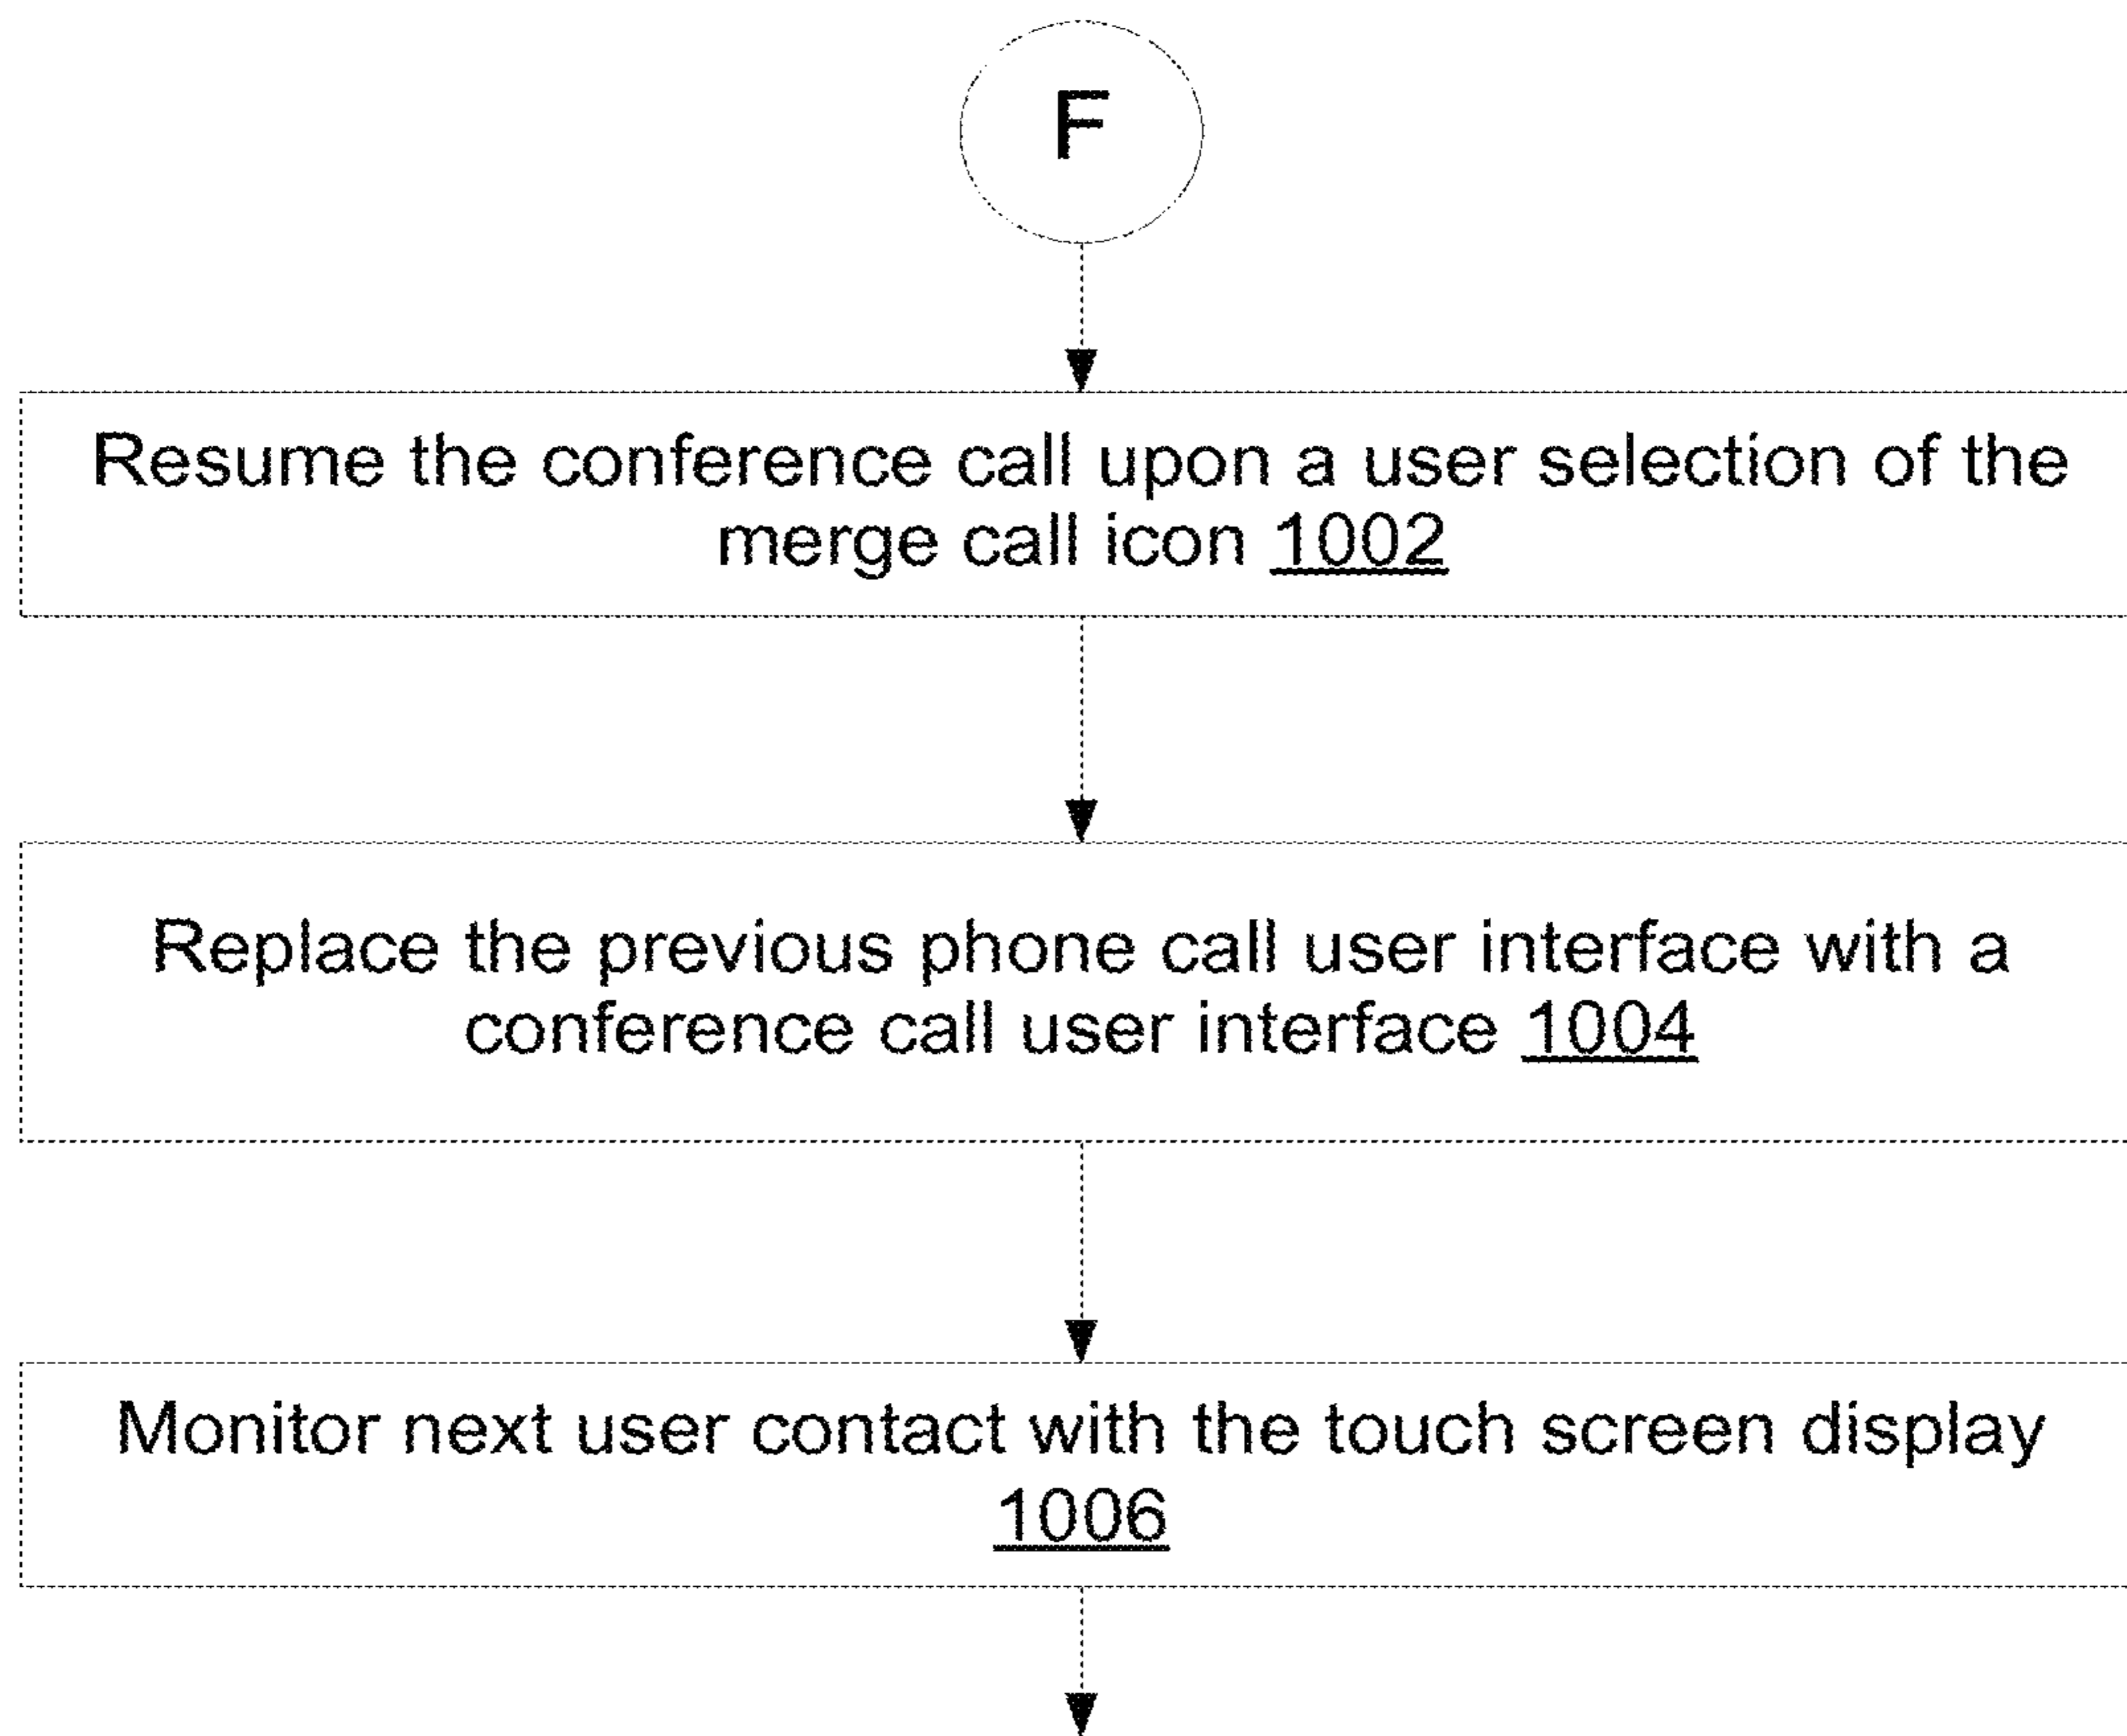 F
Resume the conference call upon a user selection of the
merge call icon 1002
Replace the previous phone call user interface with a
conference call user interface 1004
Monitor next user contact with the touch screen display
1006